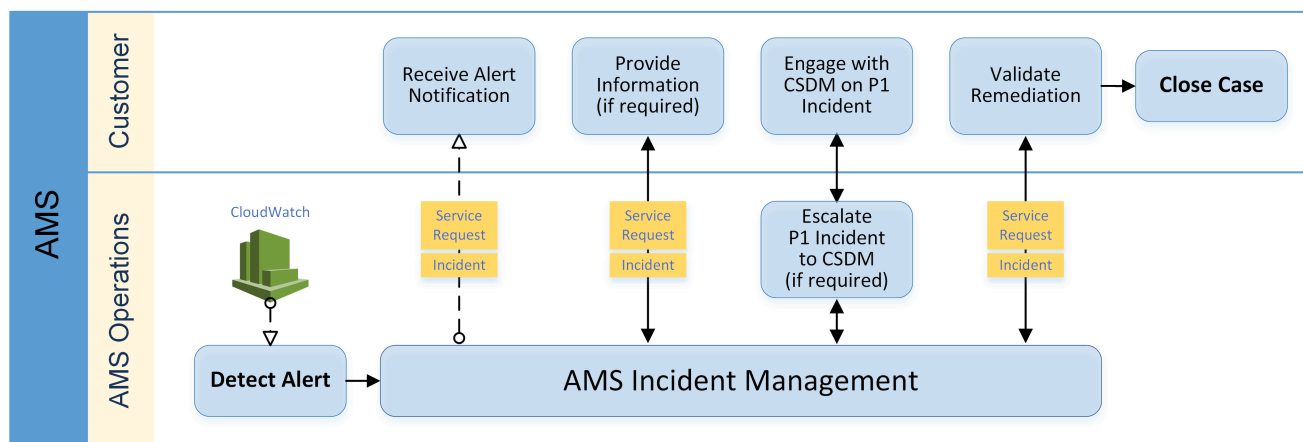 AMS
Customer
Receive Alert
Notification
Provide
Information
(if required)
Engage with
CSDM on P1
Incident
Validate
Remediation
Close Case
AMS Operations
CloudWatch
Service
Request
Incident
Service
Request
Incident
Escalate
P1 Incident
to CSDM
(if required)
Service
Request
Incident
Detect Alert
AMS Incident Management